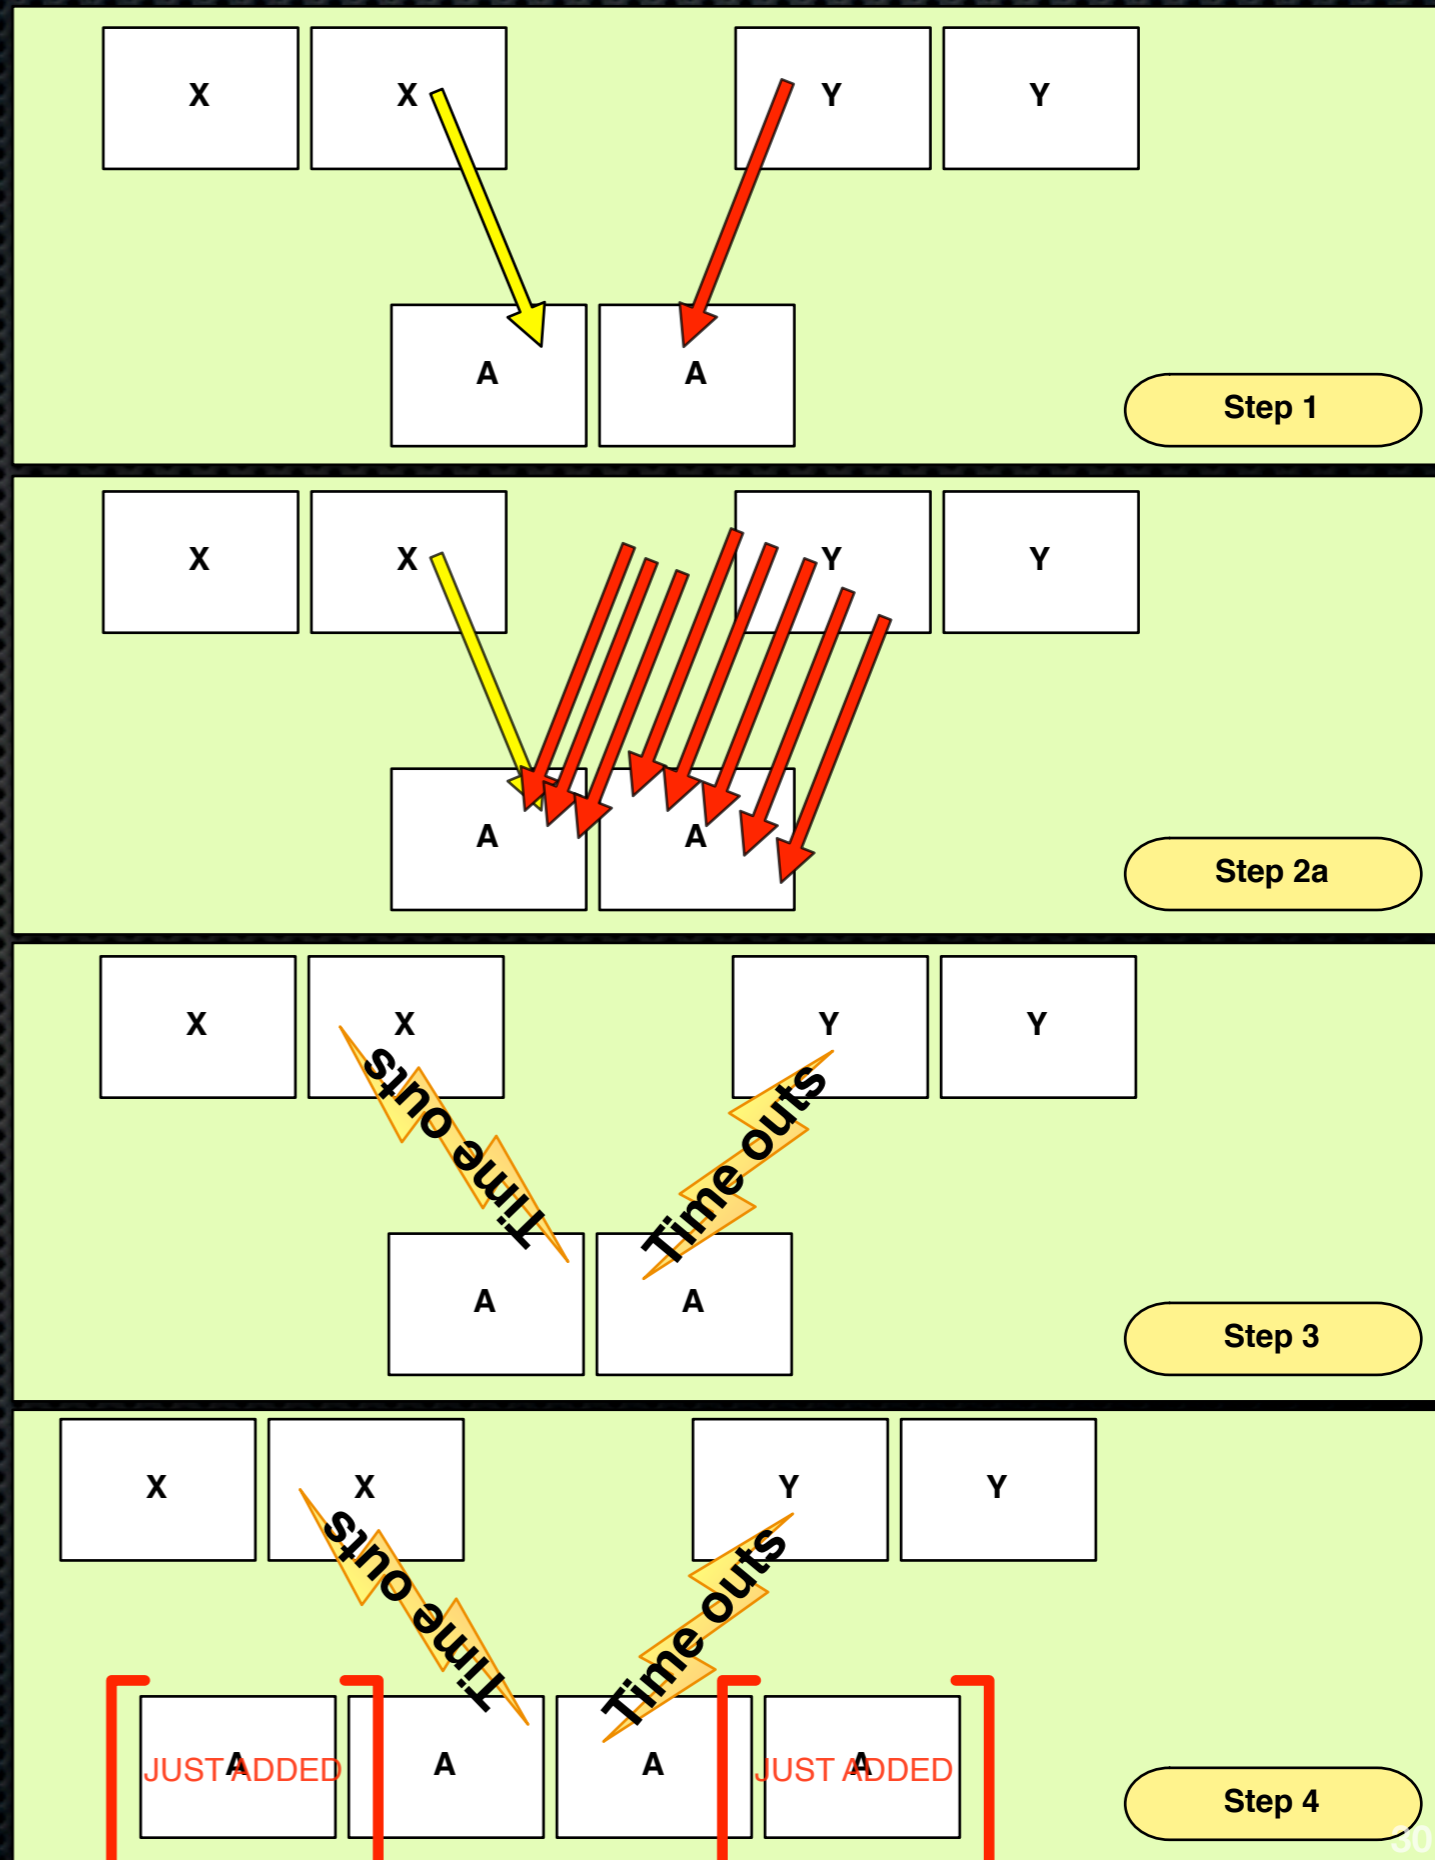 X X Y Y
A A
Step 1
X X Y Y
A A
Step 2a
X X Y Y
Time outs Time outs
A A
Step 3
X X Y Y
Time outs Time outs
A A A A
JUST ADDED JUST ADDED
Step 4
30